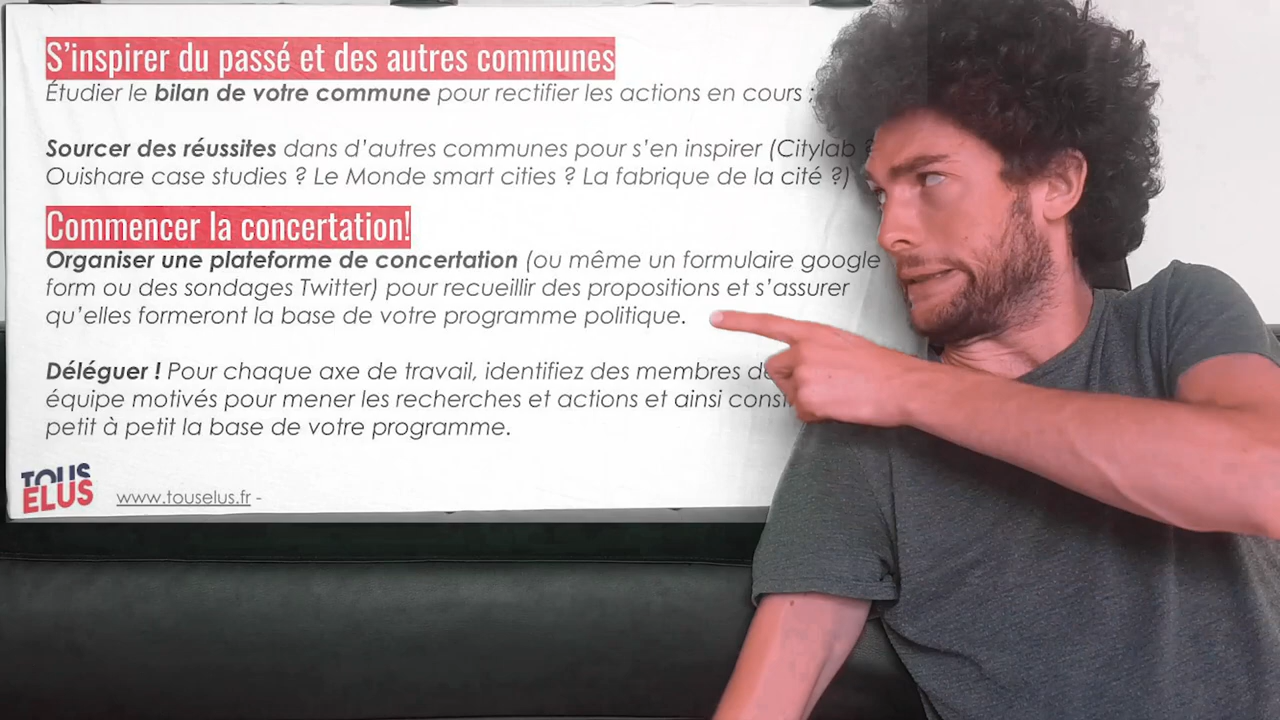 S’inspirer du passé et des autres communes
Étudier le bilan de votre commune pour rectifier les actions en cours ;
Sourcer des réussites dans d’autres communes pour s’en inspirer (Citylab ?
Ouishare case studies ? Le Monde smart cities ? La fabrique de la cité ?)
Commencer la concertation!
Organiser une plateforme de concertation (ou même un formulaire google
form ou des sondages Twitter) pour recueillir des propositions et s’assurer
qu’elles formeront la base de votre programme politique.
Déléguer ! Pour chaque axe de travail, identifiez des membres
équipe motivés pour mener les recherches et actions et ainsi
petit à petit la base de votre programme.
TOUS
ELUS
www.touselus.fr -